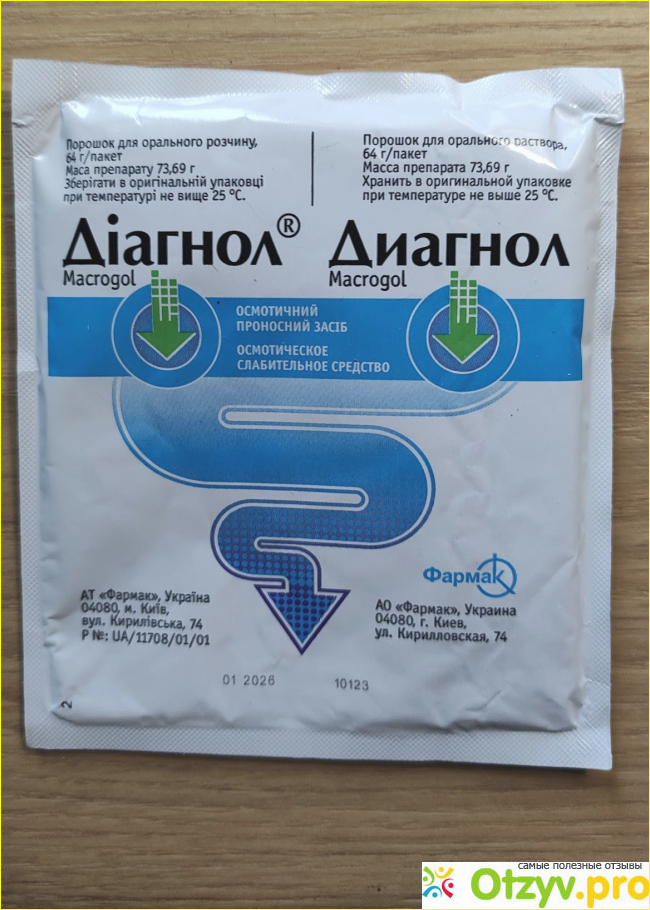 Порошок для орального розчину,
64 г/пакет
Маса препарату 73,69 г
Зберігати в оригінальній упаковці
при температурі не вище 25 °С.
Порошок для орального раствора,
64 г/пакет
Масса препарата 73,69 г
Хранить в оригинальной упаковке
при температуре не выше 25 °С.
Діагнол®
Macrogol
Диагнол
Macrogol
ОСМОТИЧНИЙ
ПРОНОСНИЙ ЗАСІБ
ОСМОТИЧЕСКОЕ
СЛАБИТЕЛЬНОЕ СРЕДСТВО
Фармак
АТ «Фармак», Україна
04080, м. Київ,
вул. Кирилівська, 74
Р №: UA/11708/01/01
АО «Фармак», Украина
04080, г. Киев,
ул. Кирилловская, 74
01 2026
10123
2
самые полезные отзывы
Otzyv.pro